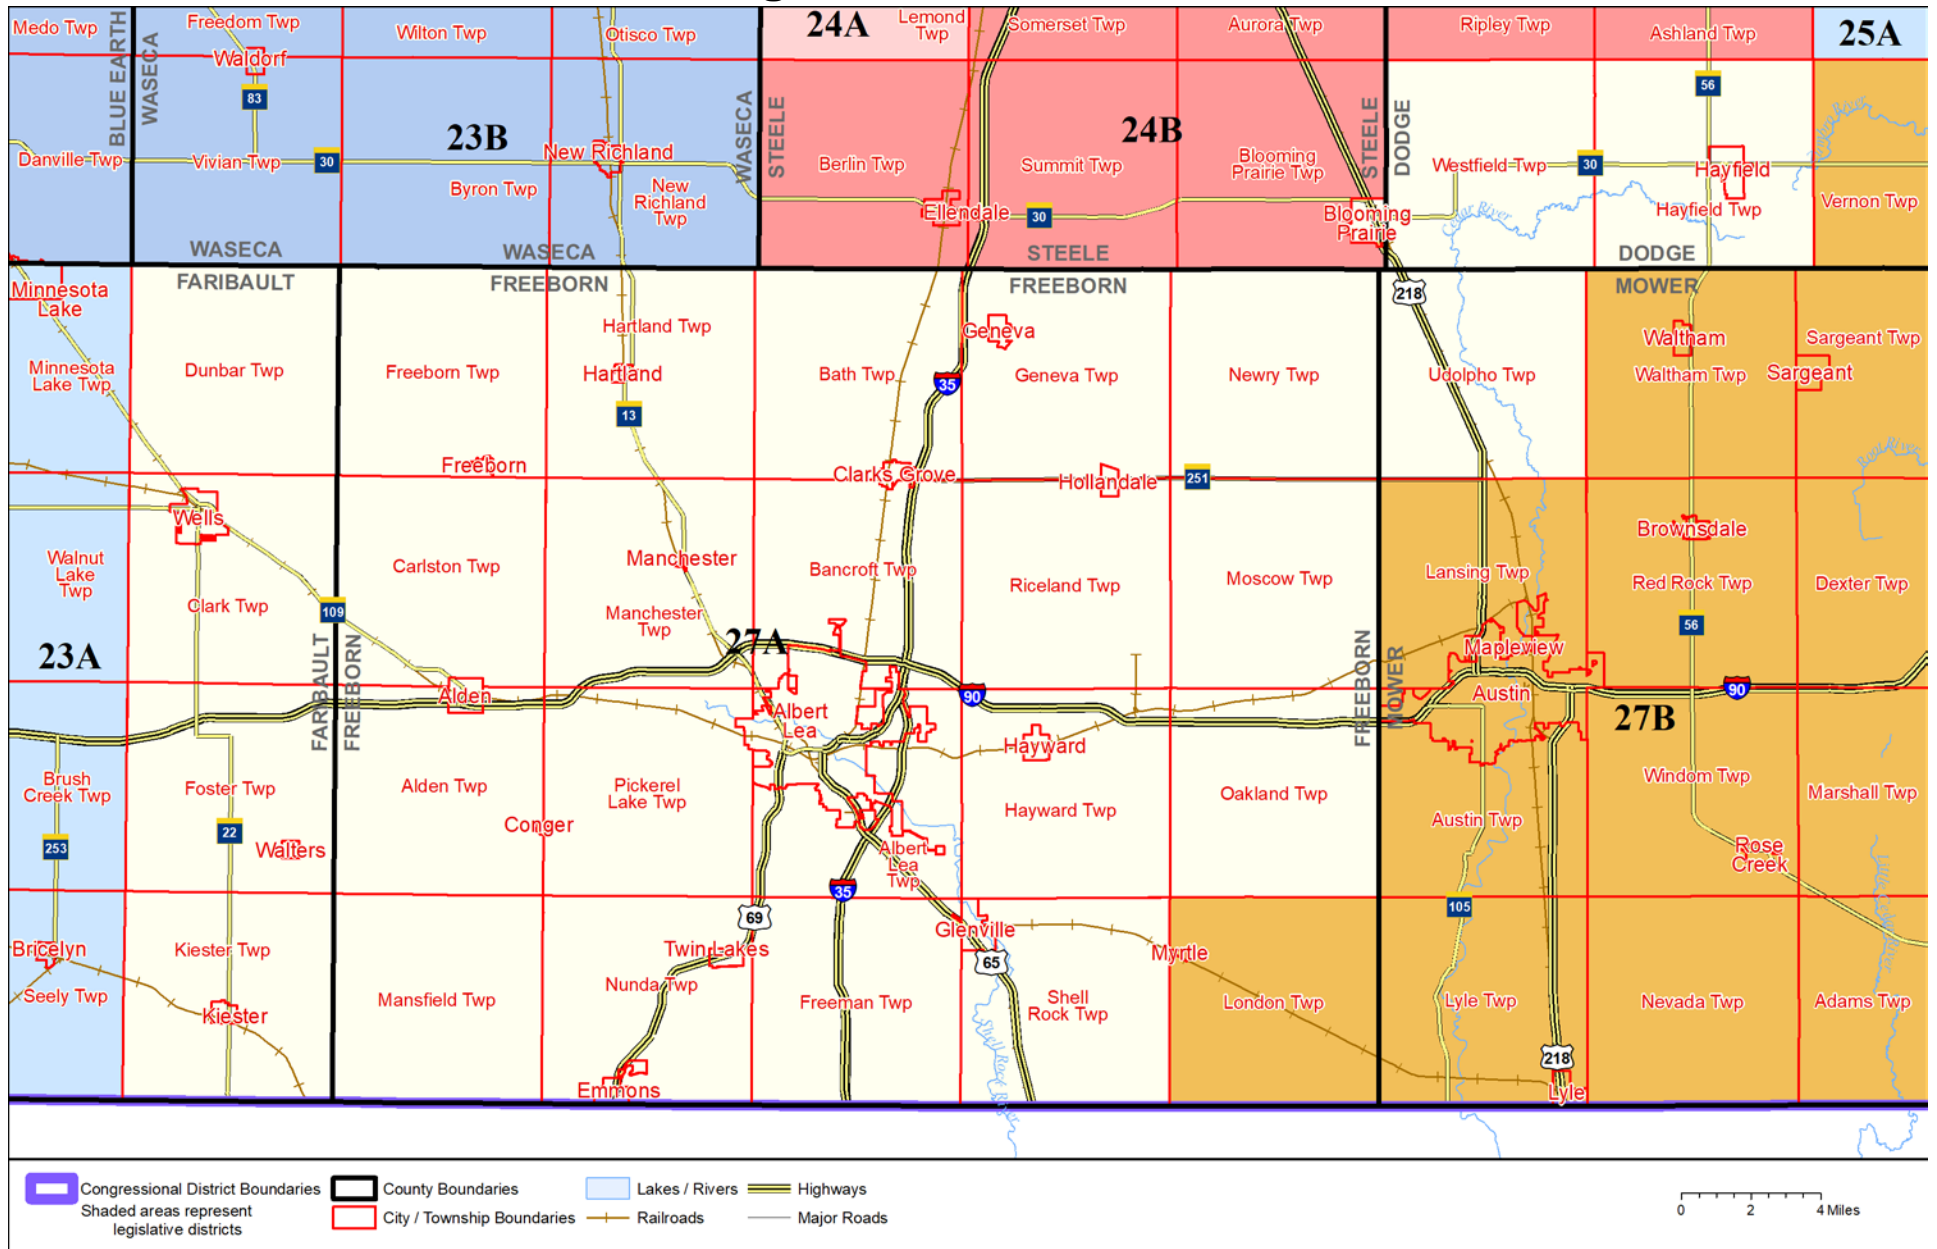 Medo Twp
BLUE EARTH
WASECA
Freedom Twp
Waldorf
83
Wilton Twp
Otisco Twp
24A
Lemond
Twp
Somerset Twp
Aurora Twp
Ripley Twp
Ashland Twp
25A
56
23B
24B
Danville Twp
Vivian Twp
30
New Richland
Byron Twp
New
Richland
Twp
WASECA
STEELE
Berlin Twp
Summit Twp
Blooming
Prairie Twp
STEELE
DODGE
Westfield Twp
30
Hayfield
Hayfield Twp
Vernon Twp
Ellendale
30
Blooming
Prairie
Cedar River
WASECA
WASECA
STEELE
DODGE
FARIBAULT
FREEBORN
FREEBORN
MOWER
Minnesota
Lake
218
Hartland Twp
Geneva
Waltham
Sargeant Twp
Minnesota
Lake Twp
Dunbar Twp
Freeborn Twp
Hartland
Bath Twp
35
Geneva Twp
Newry Twp
Udolpho Twp
Waltham Twp
Sargeant
13
Freeborn
Clarks Grove
Hollandale
251
Root River
Wells
Brownsdale
Walnut
Lake
Twp
Carlston Twp
Manchester
Bancroft Twp
Riceland Twp
Moscow Twp
Lansing Twp
Red Rock Twp
Dexter Twp
Clark Twp
109
Manchester
Twp
56
23A
FARIBAULT
FREEBORN
27A
FREEBORN
MOWER
Mapleview
Alden
90
Austin
90
Albert
Lea
27B
Hayward
Brush
Creek Twp
Foster Twp
Alden Twp
Pickerel
Lake Twp
Hayward Twp
Oakland Twp
Windom Twp
Marshall Twp
253
22
Walters
Conger
Albert
Lea
Twp
Austin Twp
Rose
Creek
35
69
105
Little Cedar River
Bricelyn
Kiester Twp
Twin Lakes
Glenville
65
Myrtle
Seely Twp
Kiester
Mansfield Twp
Nunda Twp
Freeman Twp
Shell
Rock Twp
London Twp
Lyle Twp
Nevada Twp
Adams Twp
Shell Rock River
218
Emmons
Lyle
Congressional District Boundaries
Shaded areas represent
legislative districts
County Boundaries
City / Township Boundaries
Lakes / Rivers
Railroads
Highways
Major Roads
0 2 4 Miles